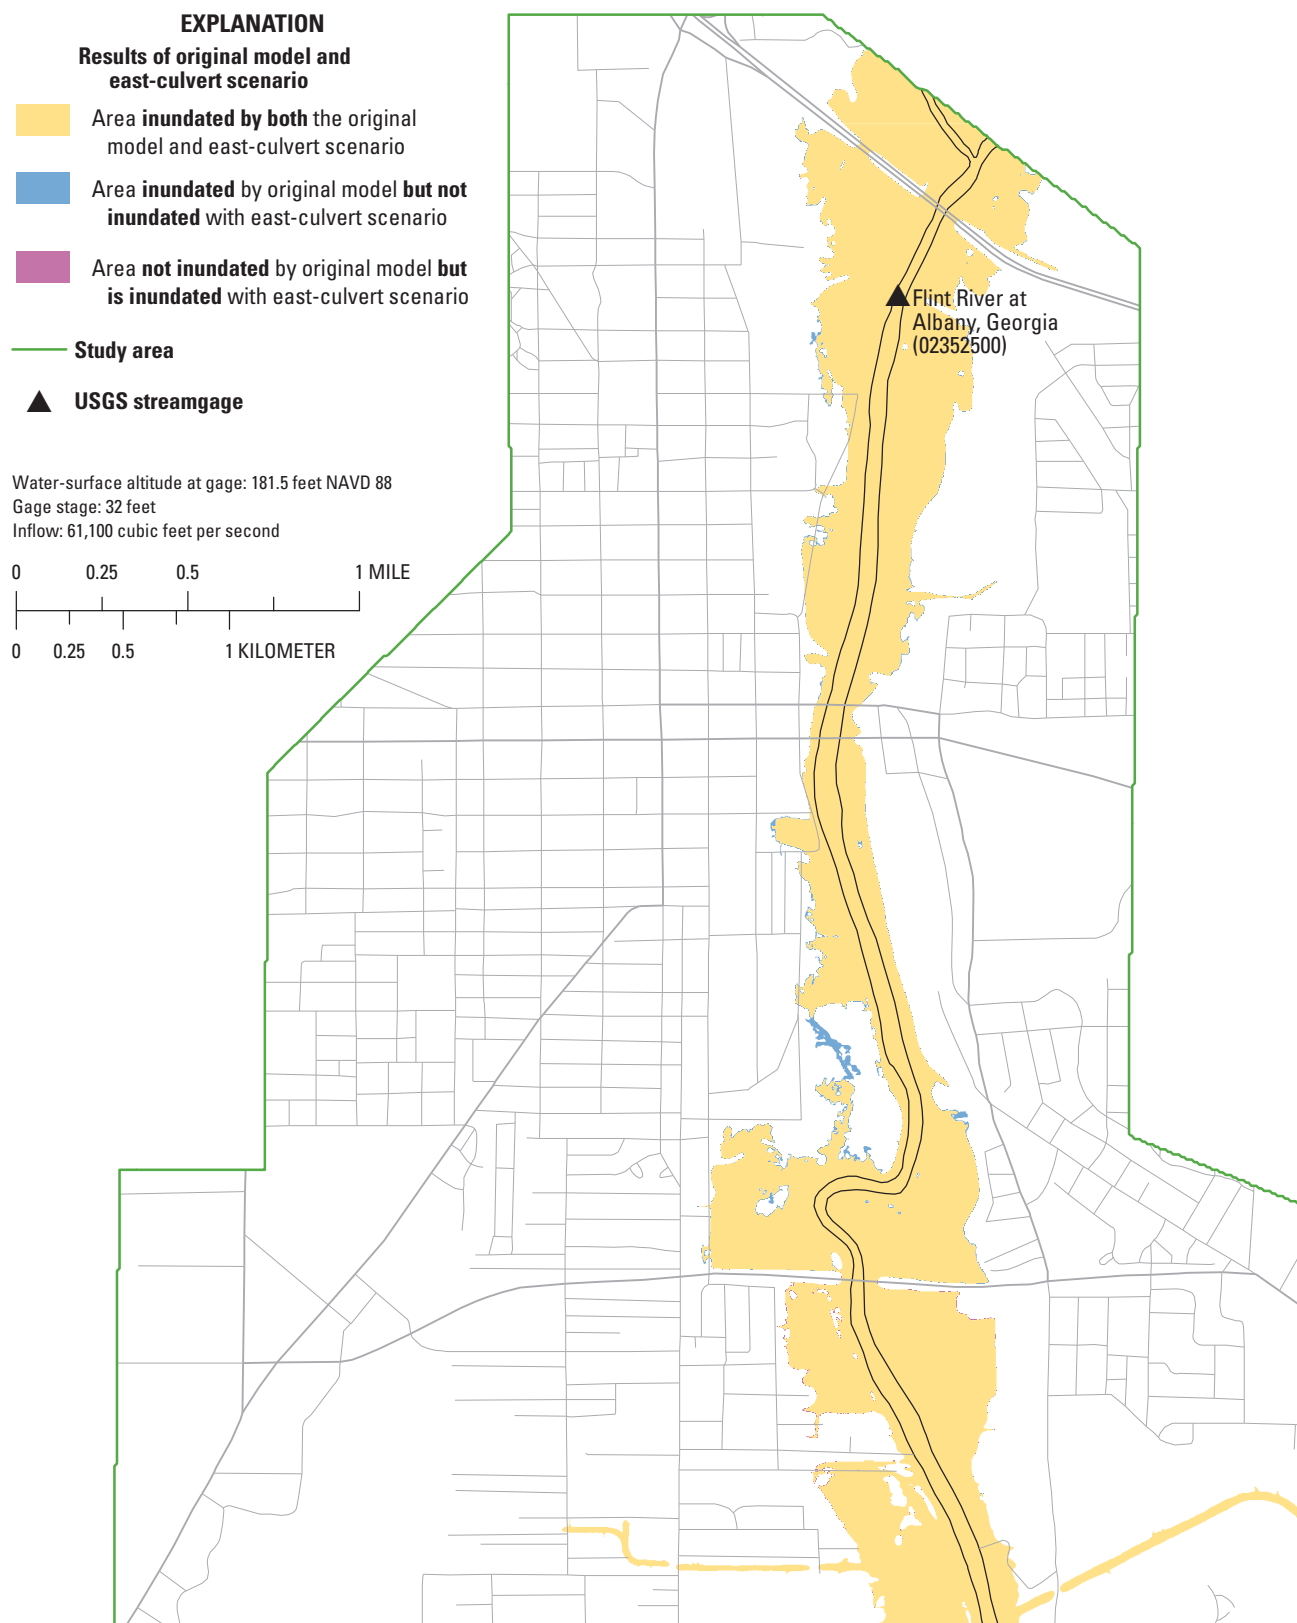 EXPLANATION
Results of original model and
east-culvert scenario
Area inundated by both the original
model and east-culvert scenario
Area inundated by original model but not
inundated with east-culvert scenario
Area not inundated by original model but
is inundated with east-culvert scenario
Study area
USGS streamgage
Water-surface altitude at gage: 181.5 feet NAVD 88
Gage stage: 32 feet
Inflow: 61,100 cubic feet per second
0 0.25 0.5 1 MILE
0 0.25 0.5 1 KILOMETER
Flint River at
Albany, Georgia
(02352500)